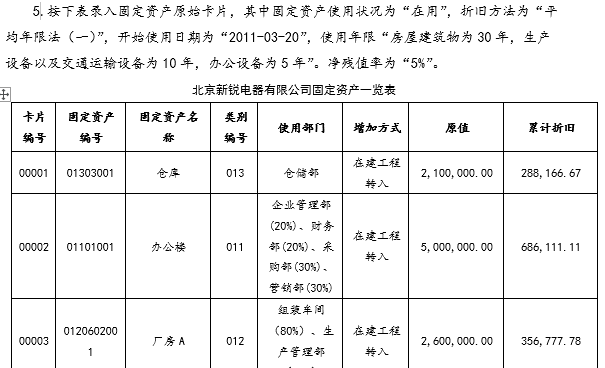 5.按下表录入固定资产原始卡片，其中固定资产使用状况为“在用”，折旧方法为“平
均年限法（一）”，开始使用日期为“2011-03-20”，使用年限“房屋建筑物为30年，生产
设备以及交通运输设备为10年，办公设备为5年”。净残值率为“5%”。
北京新锐电器有限公司固定资产一览表
卡片编号 固定资产编号 固定资产名称 类别编号 使用部门 增加方式 原值 累计折旧
00001 01303001 仓库 013 仓储部 在建工程转入 2,100,000.00 288,166.67
00002 01101001 办公楼 011 企业管理部(20%)、财务部(20%)、采购部(30%)、营销部(30%) 在建工程转入 5,000,000.00 686,111.11
00003 0120602001 厂房A 012 组装车间（80%）、生产管理部 在建工程转入 2,600,000.00 356,777.78